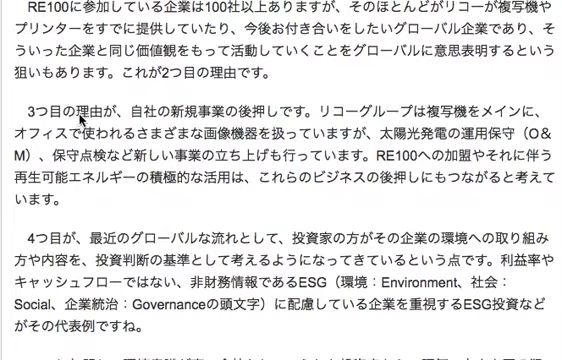 RE100に参加している企業は100社以上ありますが、そのほとんどがリコーが複写機や
プリンターをすでに提供していたり、今後お付き合いをしたいグローバル企業であり、そ
ういった企業と同じ価値観をもって活動していくことをグローバルに意思表明するという
狙いもあります。これが2つ目の理由です。
3つ目の理由が、自社の新規事業の後押しです。リコーグループは複写機をメインに、
オフィスで使われるさまざまな画像機器を扱っていますが、太陽光発電の運用保守（O＆
M）、保守点検など新しい事業の立ち上げも行っています。RE100への加盟やそれに伴う
再生可能エネルギーの積極的な活用は、これらのビジネスの後押しにもつながると考えて
います。
4つ目が、最近のグローバルな流れとして、投資家の方がその企業の環境への取り組み
方や内容を、投資判断の基準として考えるようになってきているという点です。利益率や
キャッシュフローではない、非財務情報であるESG（環境：Environment、社会：
Social、企業統治：Governanceの頭文字）に配慮している企業を重視するESG投資など
がその代表例ですね。